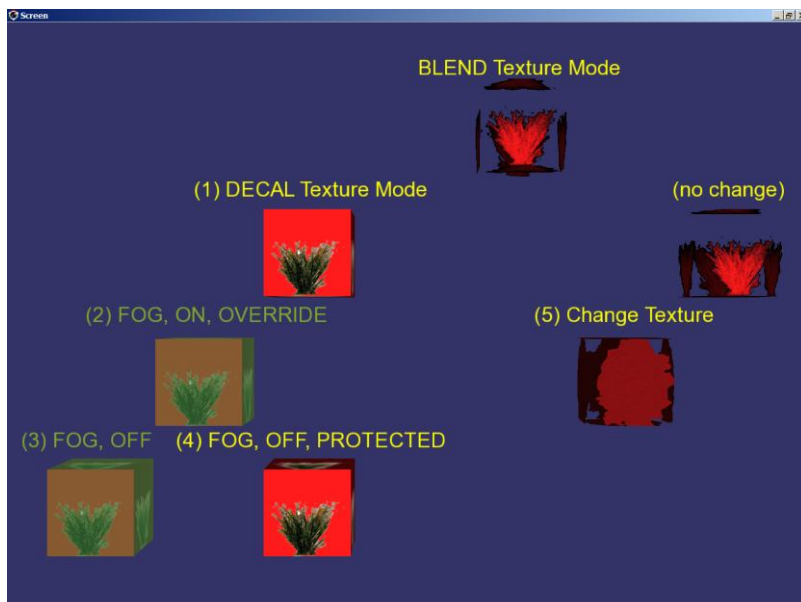 Screen
BLEND Texture Mode
(1) DECAL Texture Mode
(no change)
(2) FOG, ON, OVERRIDE
(5) Change Texture
(3) FOG, OFF
(4) FOG, OFF, PROTECTED